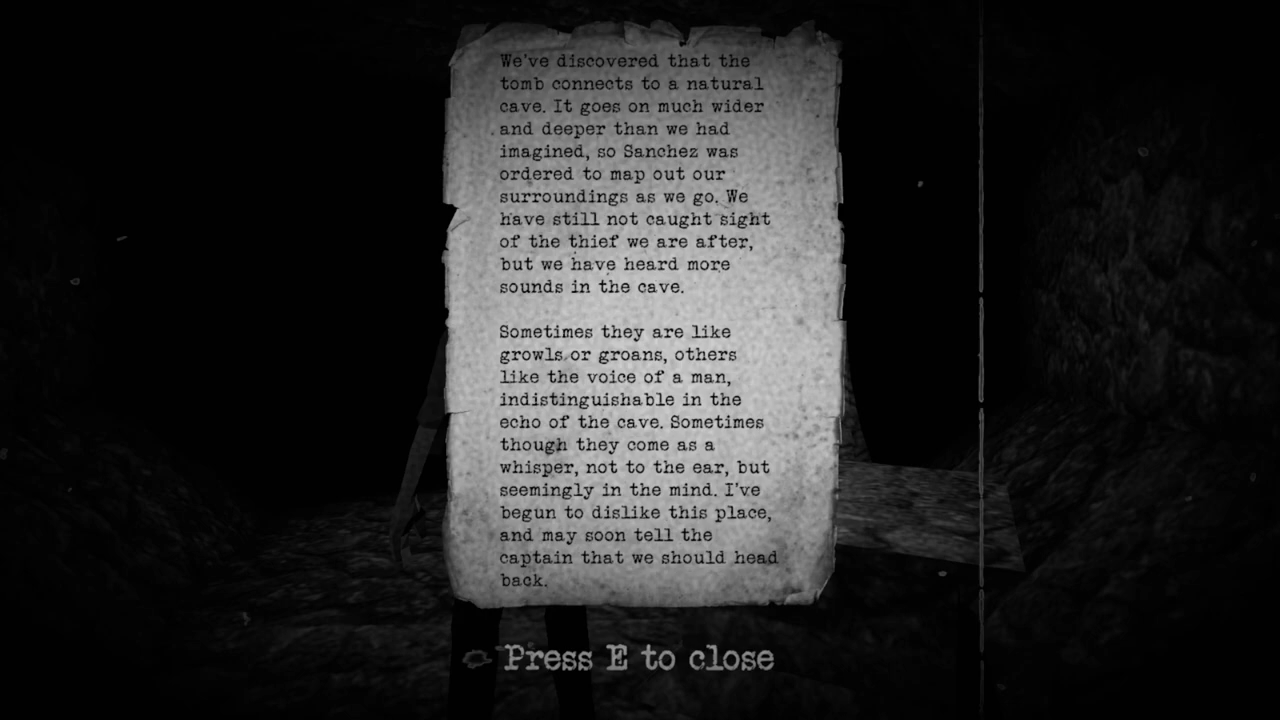 We've discovered that the
tomb connects to a natural
cave. It goes on much wider
and deeper than we had
imagined, so Sanchez was
ordered to map out our
surroundings as we go. We
have still not caught sight
of the thief we are after,
but we have heard more
sounds in the cave.
Sometimes they are like
growls or groans, others
like the voice of a man,
indistinguishable in the
echo of the cave. Sometimes
though they come as a
whisper, not to the ear, but
seemingly in the mind. I've
begun to dislike this place,
and may soon tell the
captain that we should head
back.
Press E to close